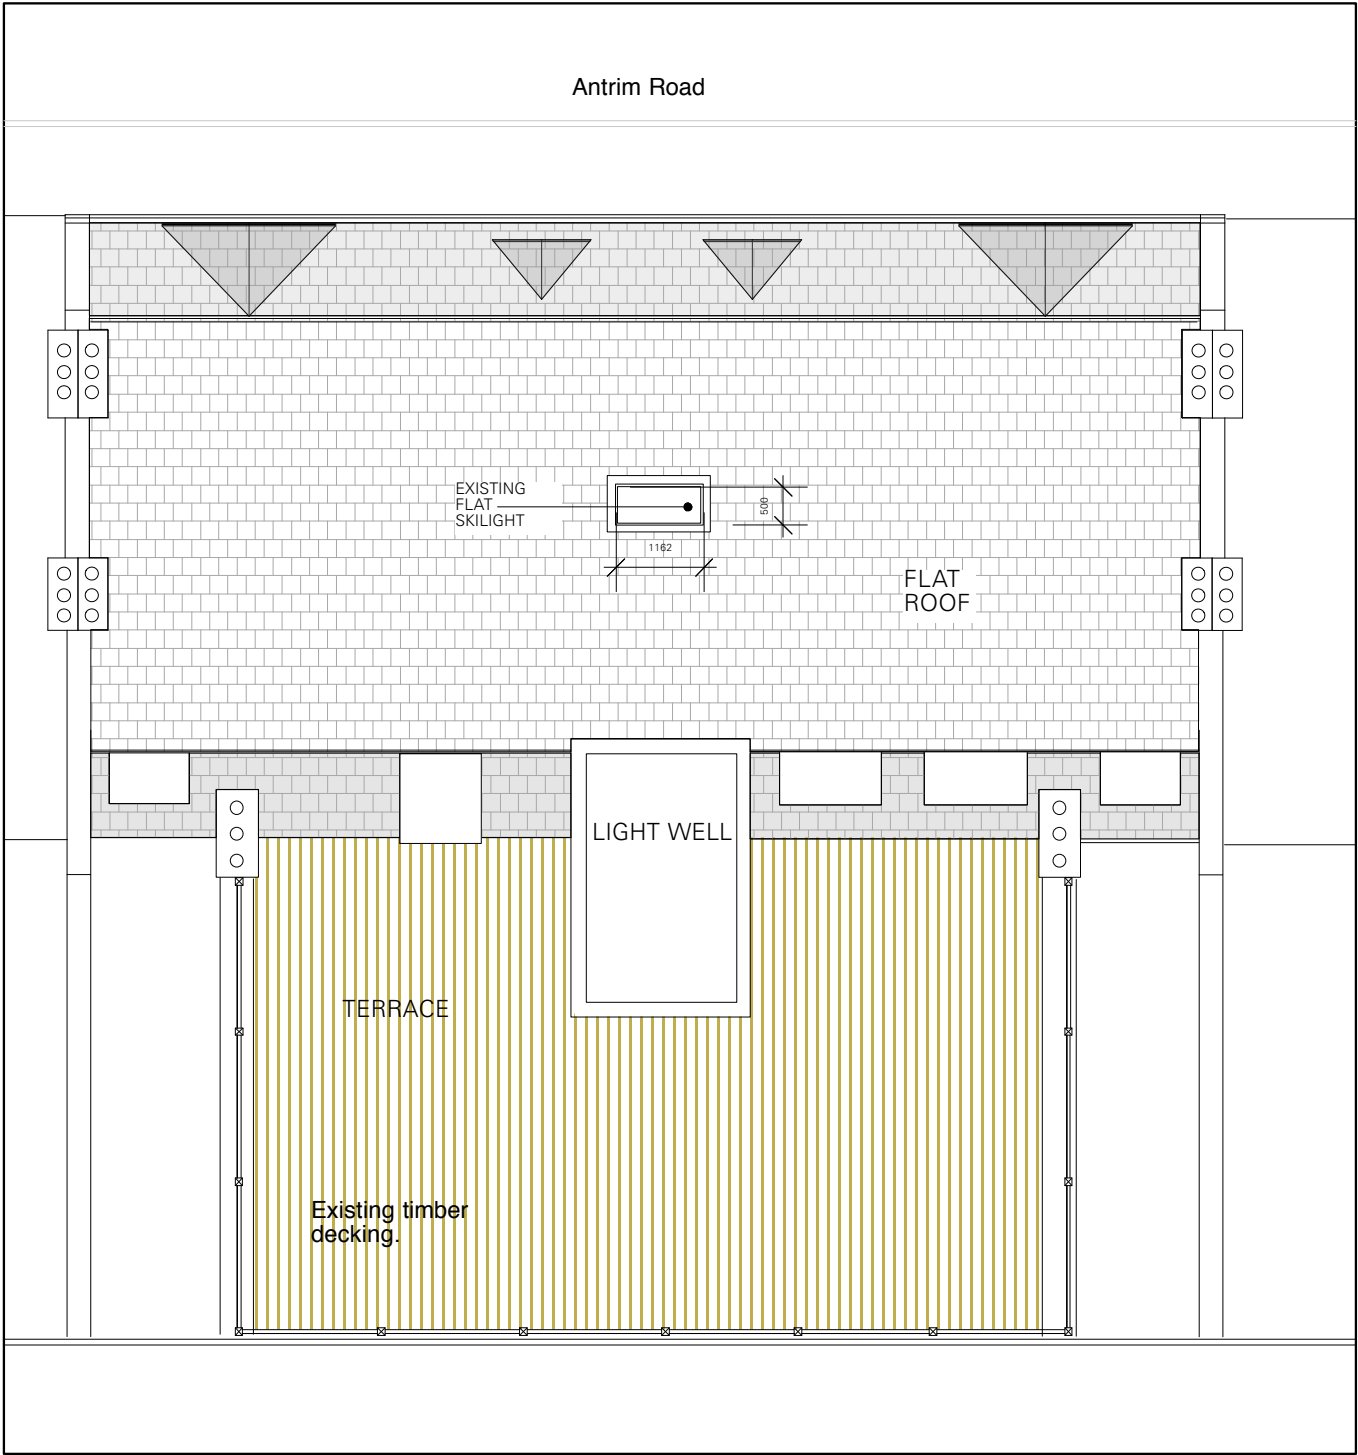 Antrim Road
EXISTING
FLAT
SKILIGHT
500
1162
FLAT
ROOF
LIGHT WELL
TERRACE
Existing timber
decking.